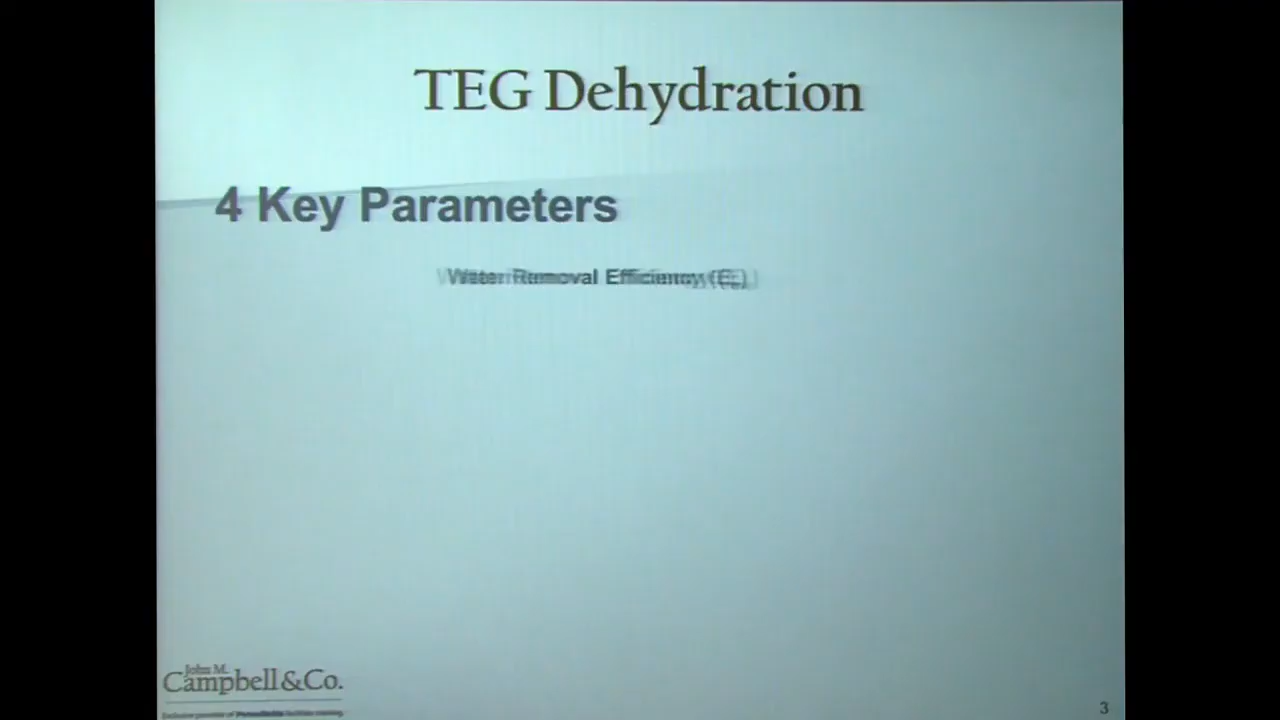 TEG Dehydration
4 Key Parameters
Water Removal Efficiency
John M.
Campbell & Co.
3